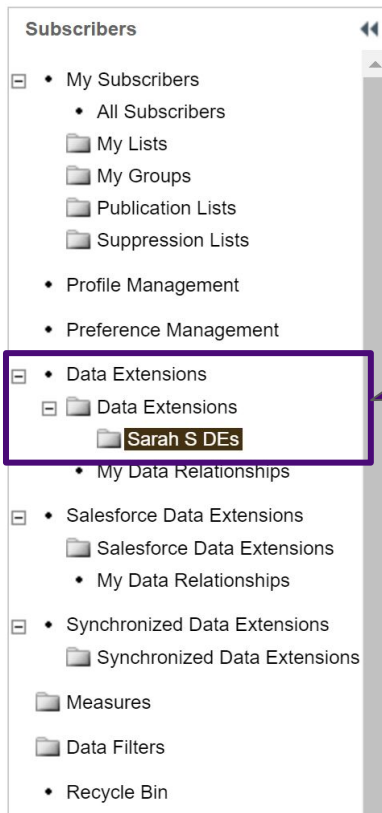 Subscribers
My Subscribers
All Subscribers
My Lists
My Groups
Publication Lists
Suppression Lists
Profile Management
Preference Management
Data Extensions
Data Extensions
Sarah S DEs
My Data Relationships
Salesforce Data Extensions
Salesforce Data Extensions
My Data Relationships
Synchronized Data Extensions
Synchronized Data Extensions
Measures
Data Filters
Recycle Bin